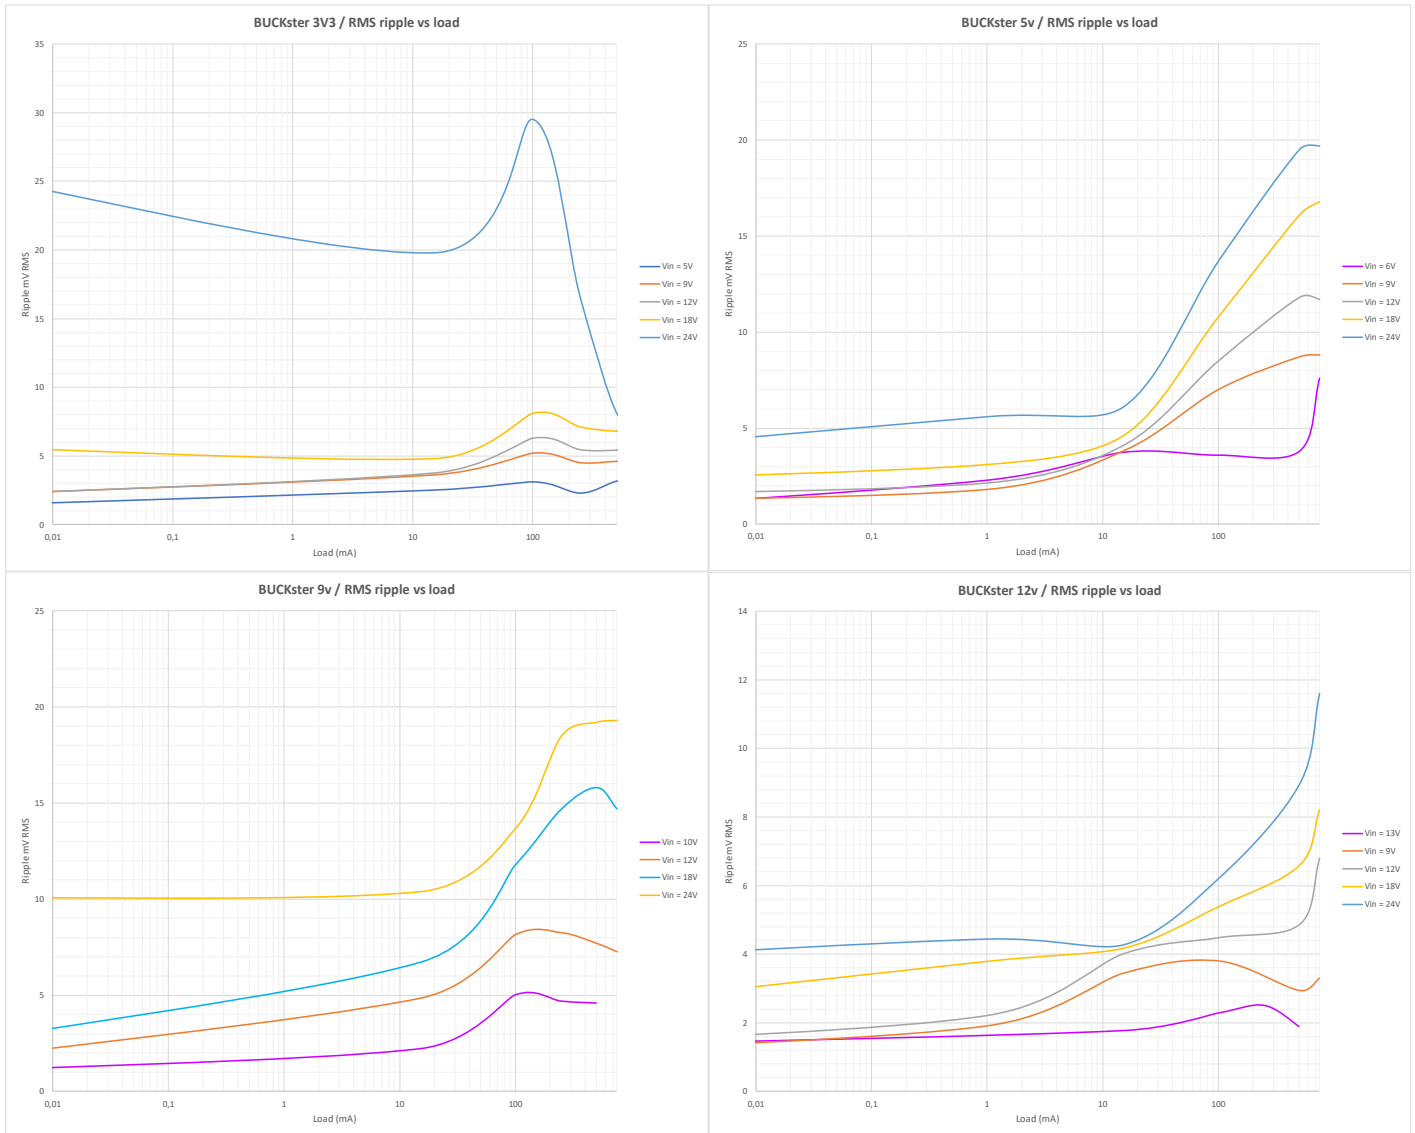 BUCKster 3V3 / RMS ripple vs load
35
30
25
20
15
10
5
0
Ripple mV RMS
0,01
0,1
1
10
100
Load (mA)
Vin = 5V
Vin = 9V
Vin = 12V
Vin = 18V
Vin = 24V
BUCKster 5v / RMS ripple vs load
25
20
15
10
5
0
Ripple mV RMS
0,01
0,1
1
10
100
Load (mA)
Vin = 6V
Vin = 9V
Vin = 12V
Vin = 18V
Vin = 24V
BUCKster 9v / RMS ripple vs load
25
20
15
10
5
0
Ripple mV RMS
0,01
0,1
1
10
100
Load (mA)
Vin = 10V
Vin = 12V
Vin = 18V
Vin = 24V
BUCKster 12v / RMS ripple vs load
14
12
10
8
6
4
2
0
Ripple mV RMS
0,01
0,1
1
10
100
Load (mA)
Vin = 13V
Vin = 9V
Vin = 12V
Vin = 18V
Vin = 24V